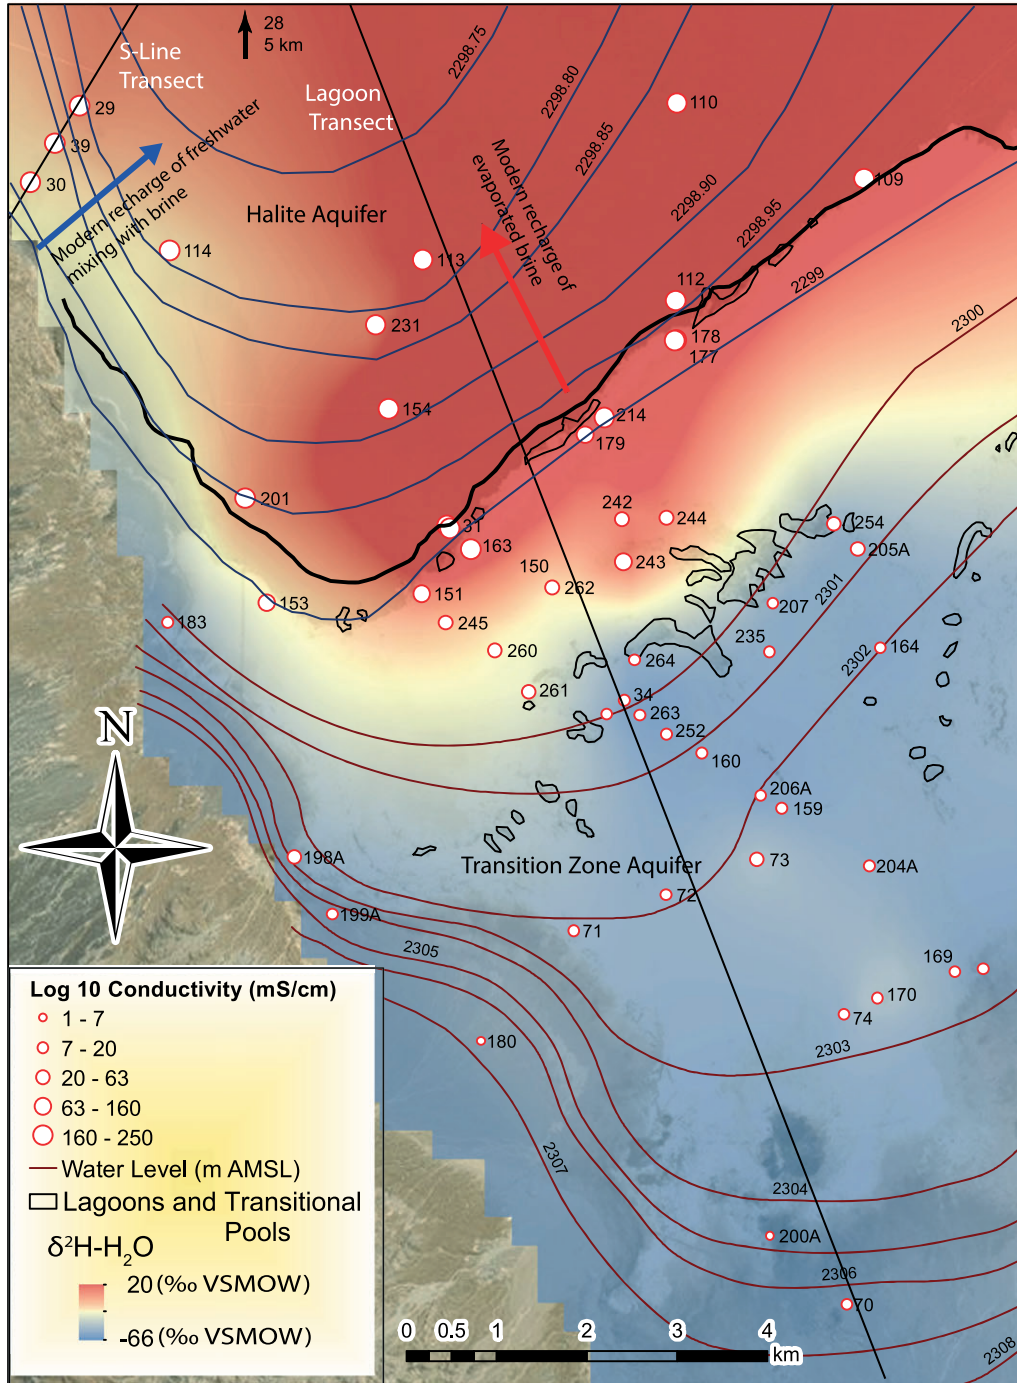 28
5 km
S-Line
Transect
Lagoon
Transect
2298.75
2298.80
2298.85
2298.90
2298.95
2299
2300
2301
2302
2303
2304
2305
2306
2307
2308
29
39
30
110
109
Modern recharge of freshwater
mixing with brine
Halite Aquifer
Modern recharge of
evaporated brine
114
113
112
231
178
177
154
214
179
201
31
163
242
244
254
205A
243
150
262
151
153
245
207
183
235
164
260
264
261
34
263
252
160
206A
159
N
Transition Zone Aquifer
73
198A
204A
72
199A
71
169
170
74
180
200A
70
Log 10 Conductivity (mS/cm)
1 - 7
7 - 20
20 - 63
63 - 160
160 - 250
Water Level (m AMSL)
Lagoons and Transitional
Pools
δ²H-H₂O
20 (‰ VSMOW)
-66 (‰ VSMOW)
0 0.5 1 2 3 4
km